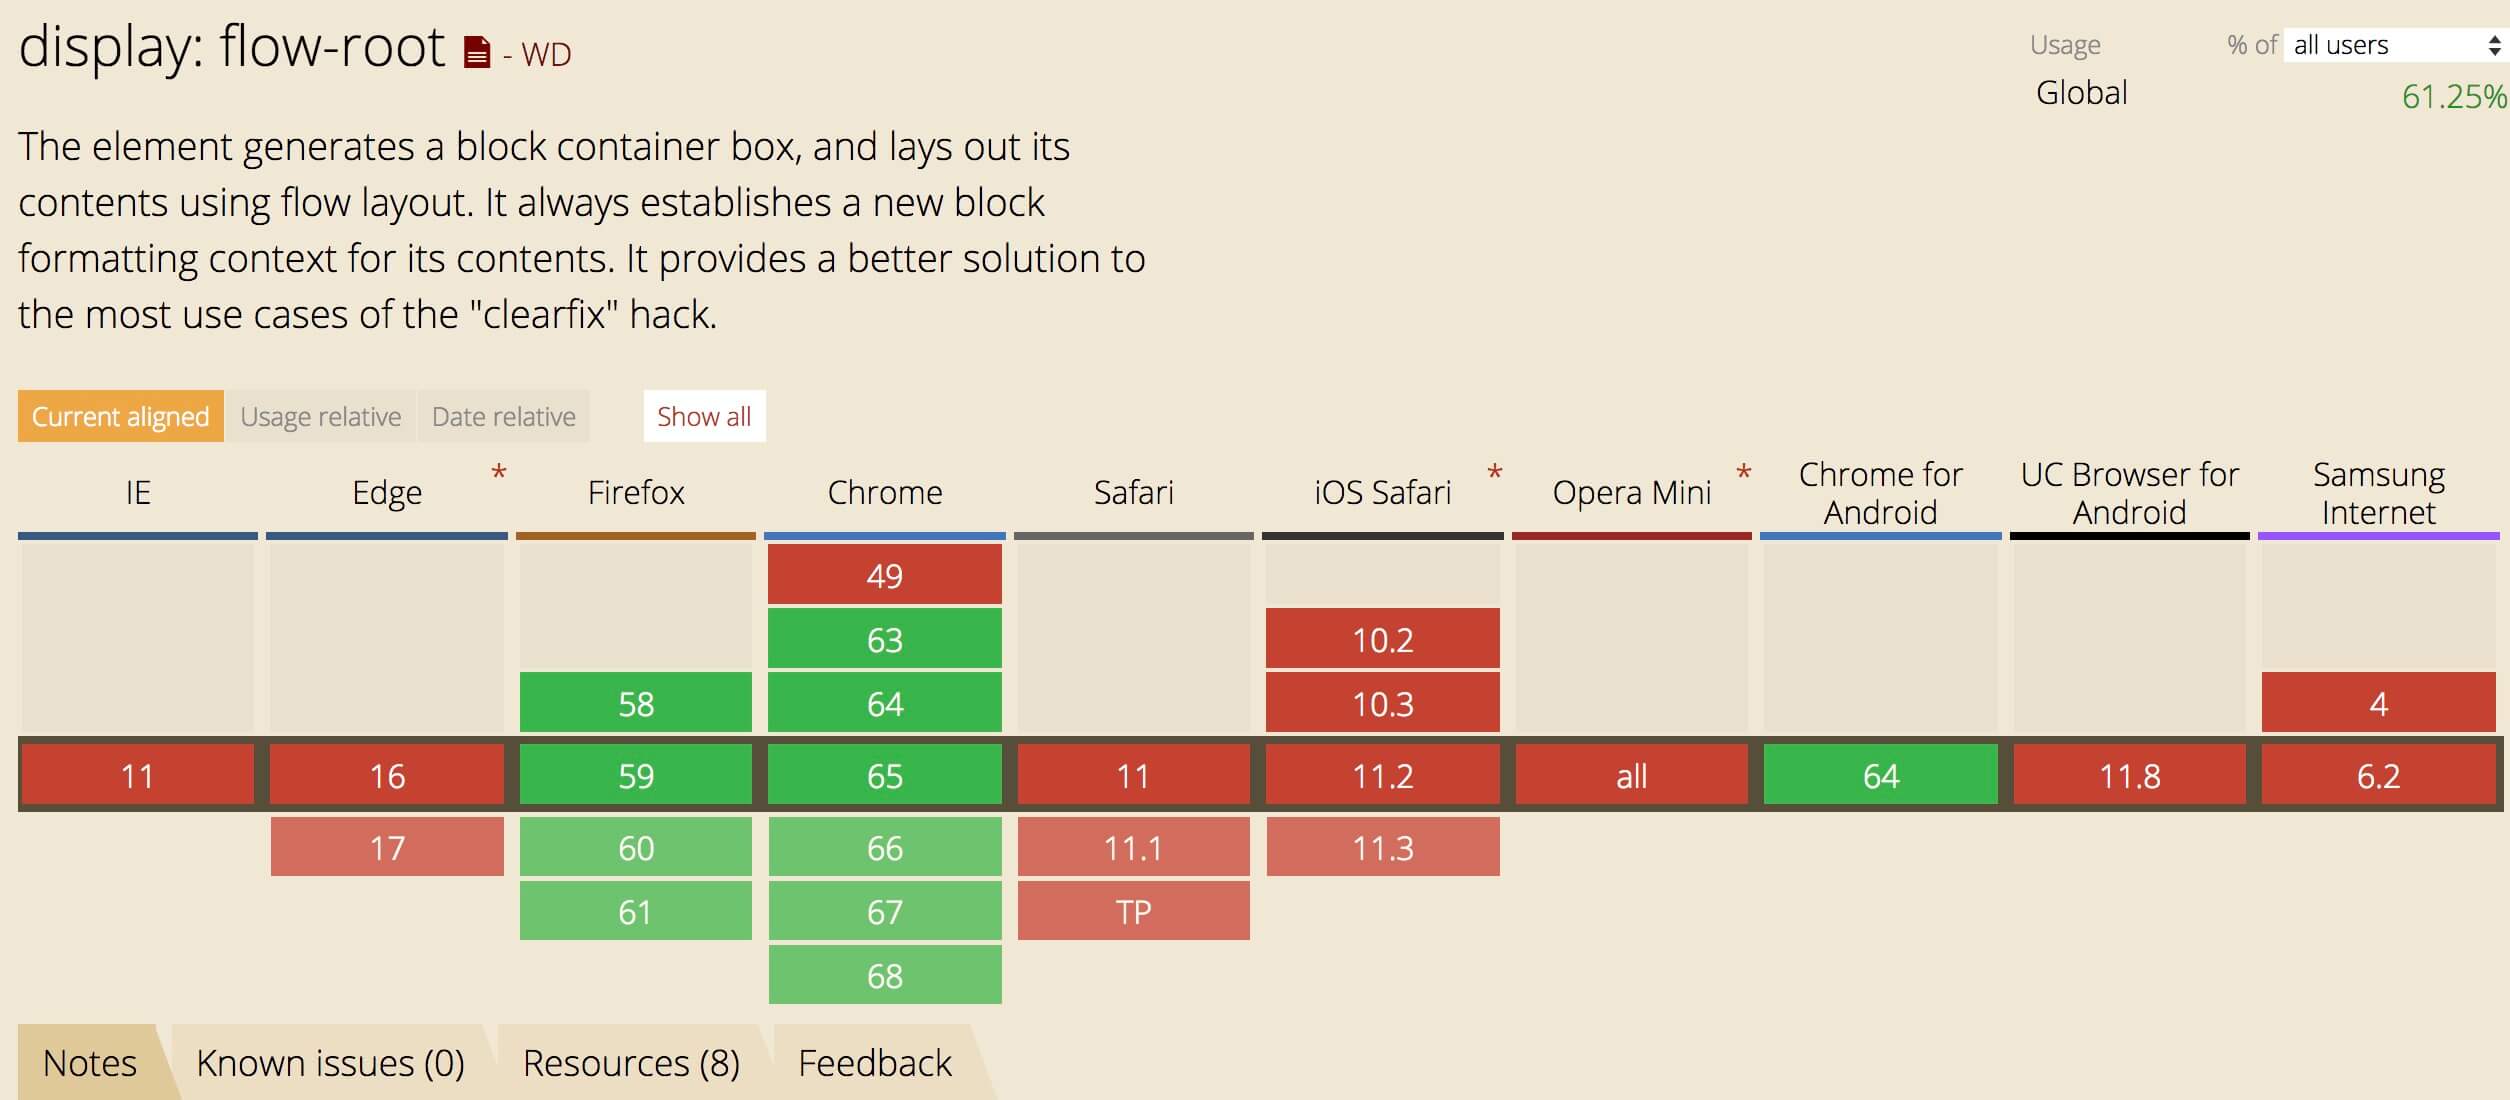 display: flow-root - WD
Usage % of all users
Global 61.25%
The element generates a block container box, and lays out its
contents using flow layout. It always establishes a new block
formatting context for its contents. It provides a better solution to
the most use cases of the "clearfix" hack.
Current aligned Usage relative Date relative Show all
IE Edge * Firefox Chrome Safari iOS Safari * Opera Mini * Chrome for Android UC Browser for Android Samsung Internet
49
63 10.2
58 64 10.3 4
11 16 59 65 11 11.2 all 64 11.8 6.2
17 60 66 11.1 11.3
61 67 TP
68
Notes Known issues (0) Resources (8) Feedback